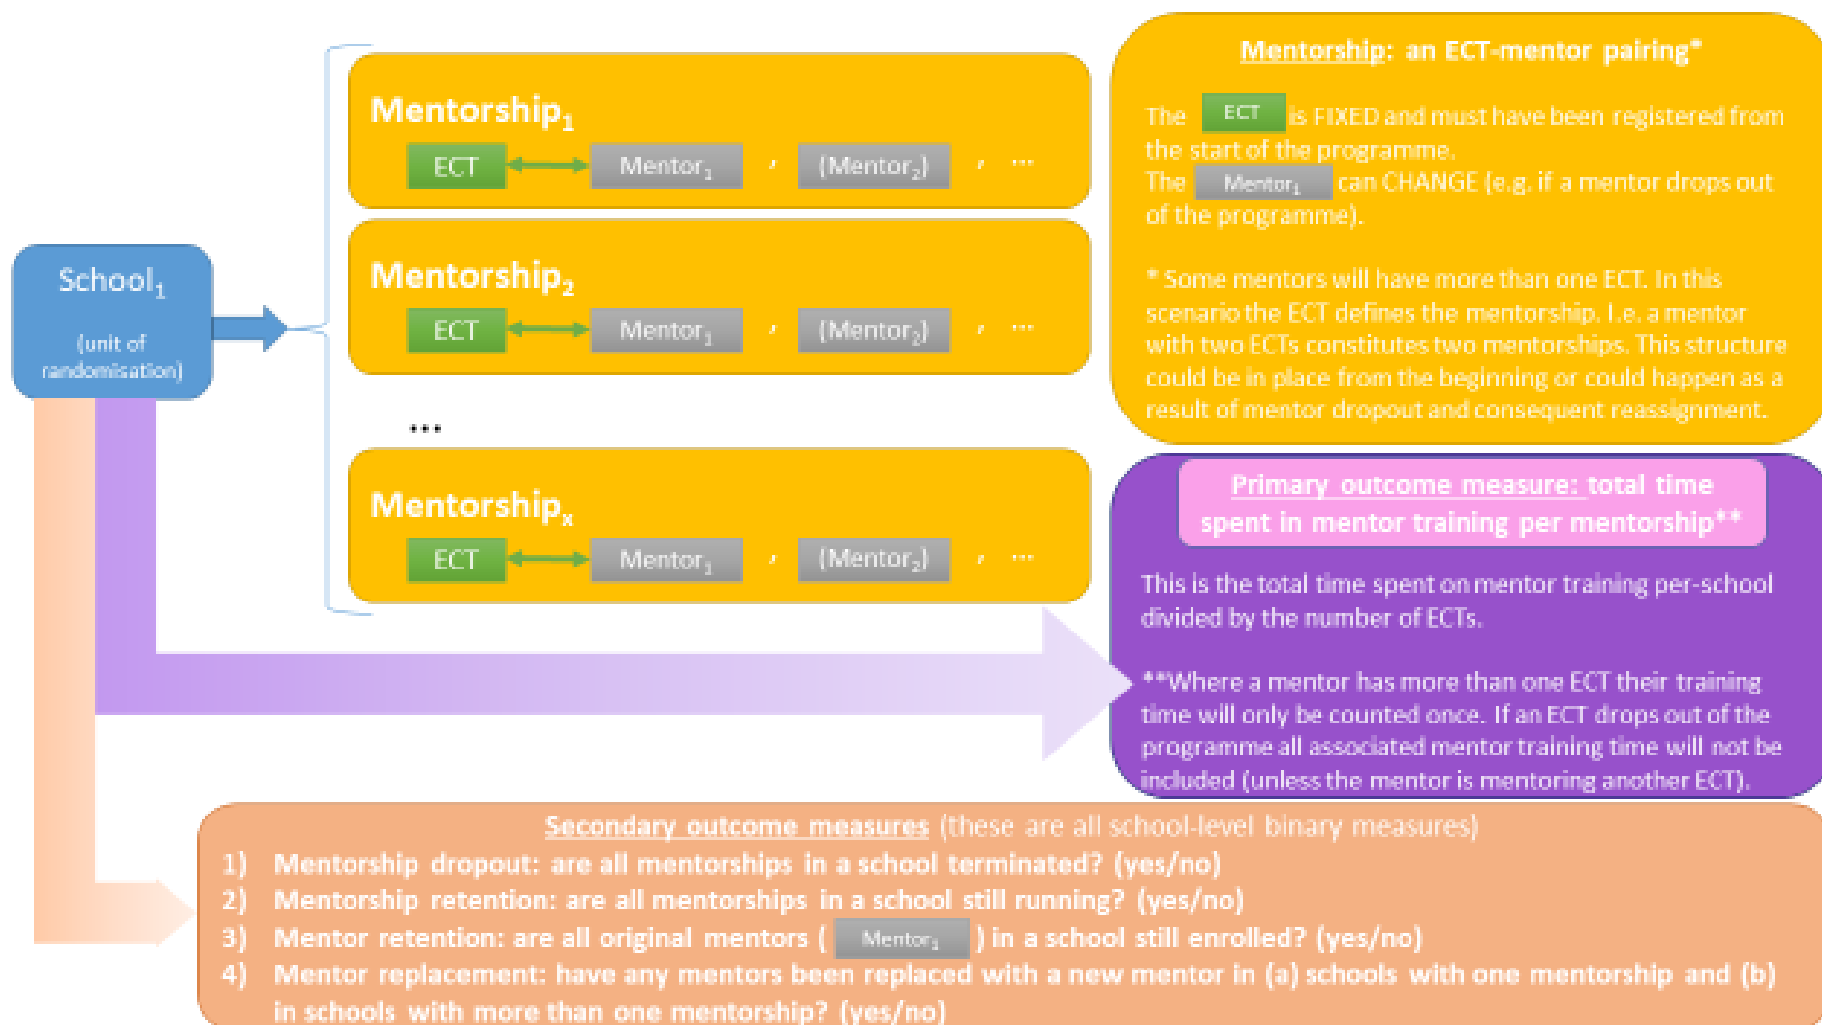 School₁
(unit of
randomisation)
Mentorship₁
ECT Mentor₁ , (Mentor₂) , ...
Mentorship₂
ECT Mentor₁ , (Mentor₂) , ...
...
Mentorshipₓ
ECT Mentor₁ , (Mentor₂) , ...
Mentorship: an ECT-mentor pairing*
The ECT is FIXED and must have been registered from
the start of the programme.
The Mentor₁ can CHANGE (e.g. if a mentor drops out
of the programme).
* Some mentors will have more than one ECT. In this
scenario the ECT defines the mentorship. I.e. a mentor
with two ECTs constitutes two mentorships. This structure
could be in place from the beginning or could happen as a
result of mentor dropout and consequent reassignment.
Primary outcome measure: total time
spent in mentor training per mentorship**
This is the total time spent on mentor training per-school
divided by the number of ECTs.
**Where a mentor has more than one ECT their training
time will only be counted once. If an ECT drops out of the
programme all associated mentor training time will not be
included (unless the mentor is mentoring another ECT).
Secondary outcome measures (these are all school-level binary measures)
1) Mentorship dropout: are all mentorships in a school terminated? (yes/no)
2) Mentorship retention: are all mentorships in a school still running? (yes/no)
3) Mentor retention: are all original mentors ( Mentor₁ ) in a school still enrolled? (yes/no)
4) Mentor replacement: have any mentors been replaced with a new mentor in (a) schools with one mentorship and (b)
in schools with more than one mentorship? (yes/no)